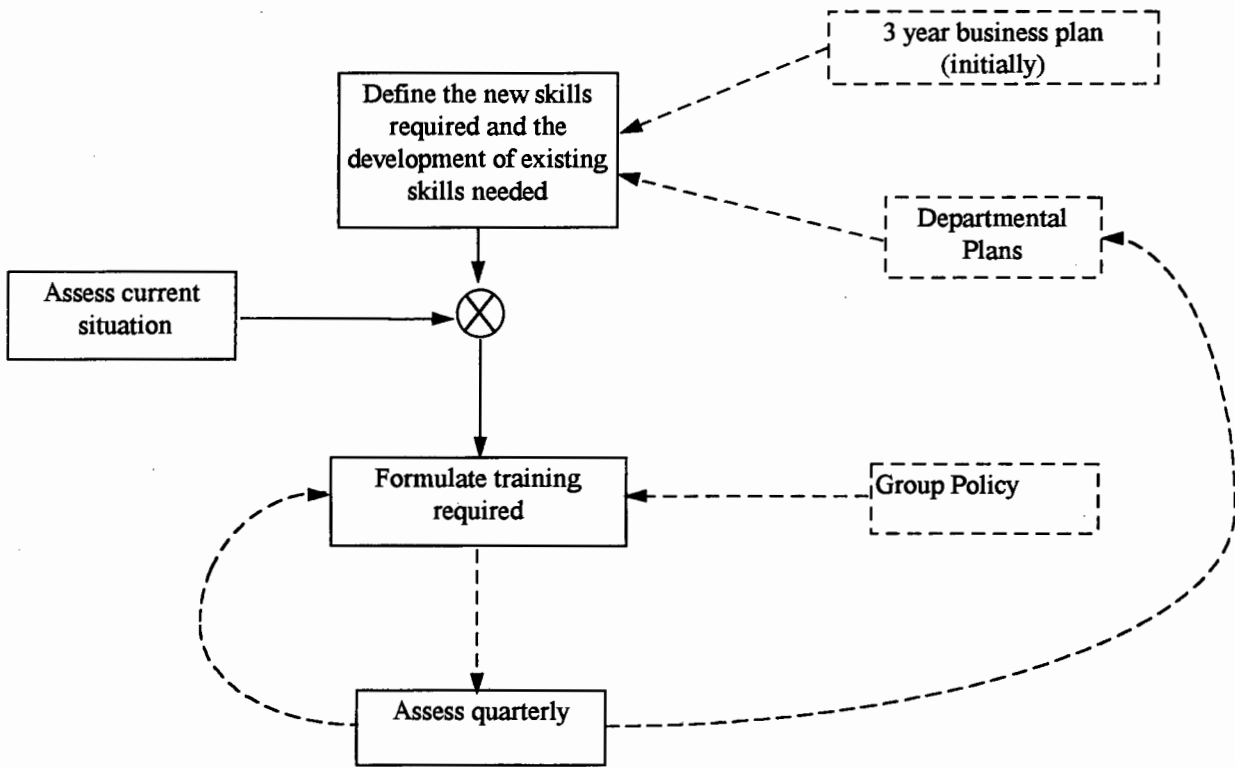 3 year business plan
(initially)
Define the new skills
required and the
development of existing
skills needed
Departmental
Plans
Assess current
situation
Formulate training
required
Group Policy
Assess quarterly